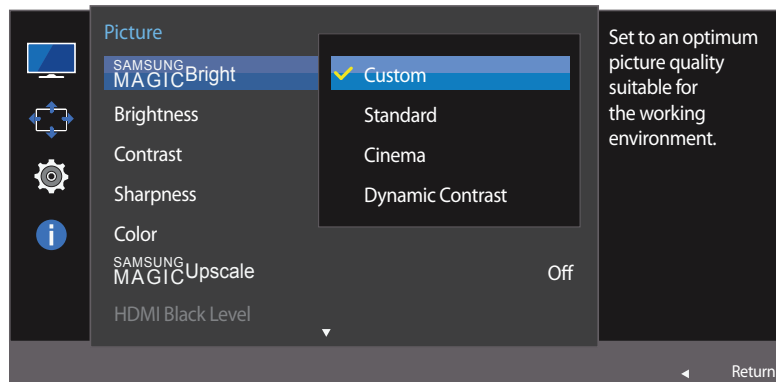 Picture
SAMSUNG
MAGIC Bright
Brightness
Contrast
Sharpness
Color
SAMSUNG
MAGIC Upscale
Off
HDMI Black Level
Custom
Standard
Cinema
Dynamic Contrast
Set to an optimum
picture quality
suitable for
the working
environment.
Return